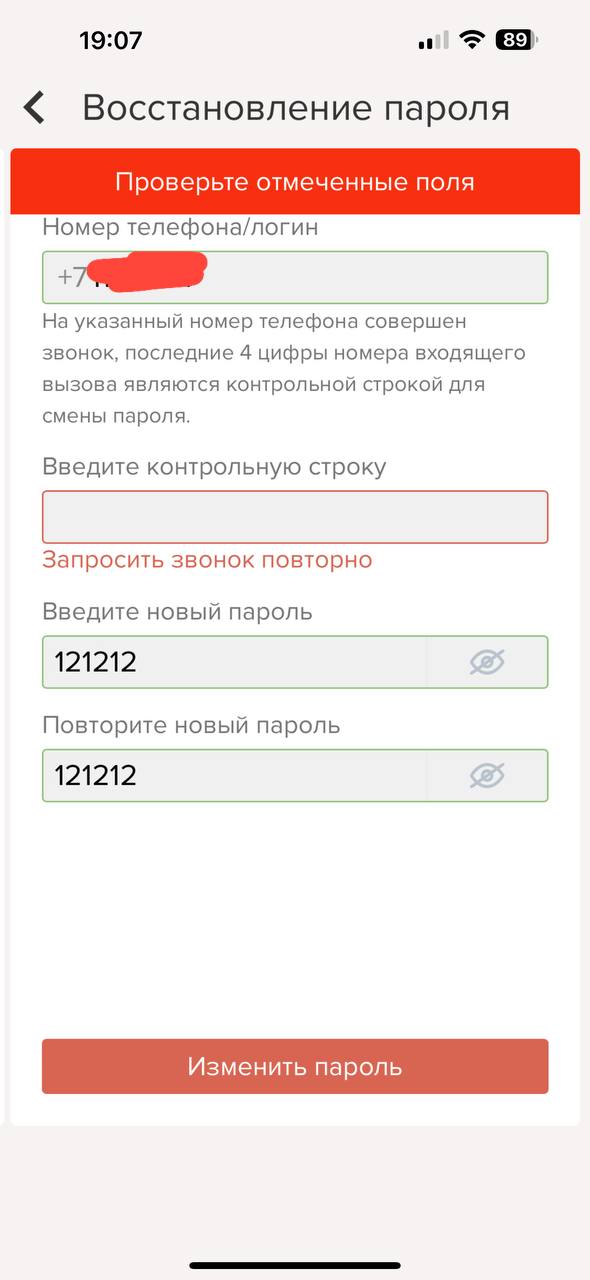 19:07
89
Восстановление пароля
Проверьте отмеченные поля
Номер телефона/логин
+7
На указанный номер телефона совершен
звонок, последние 4 цифры номера входящего
вызова являются контрольной строкой для
смены пароля.
Введите контрольную строку
Запросить звонок повторно
Введите новый пароль
121212
Повторите новый пароль
121212
Изменить пароль